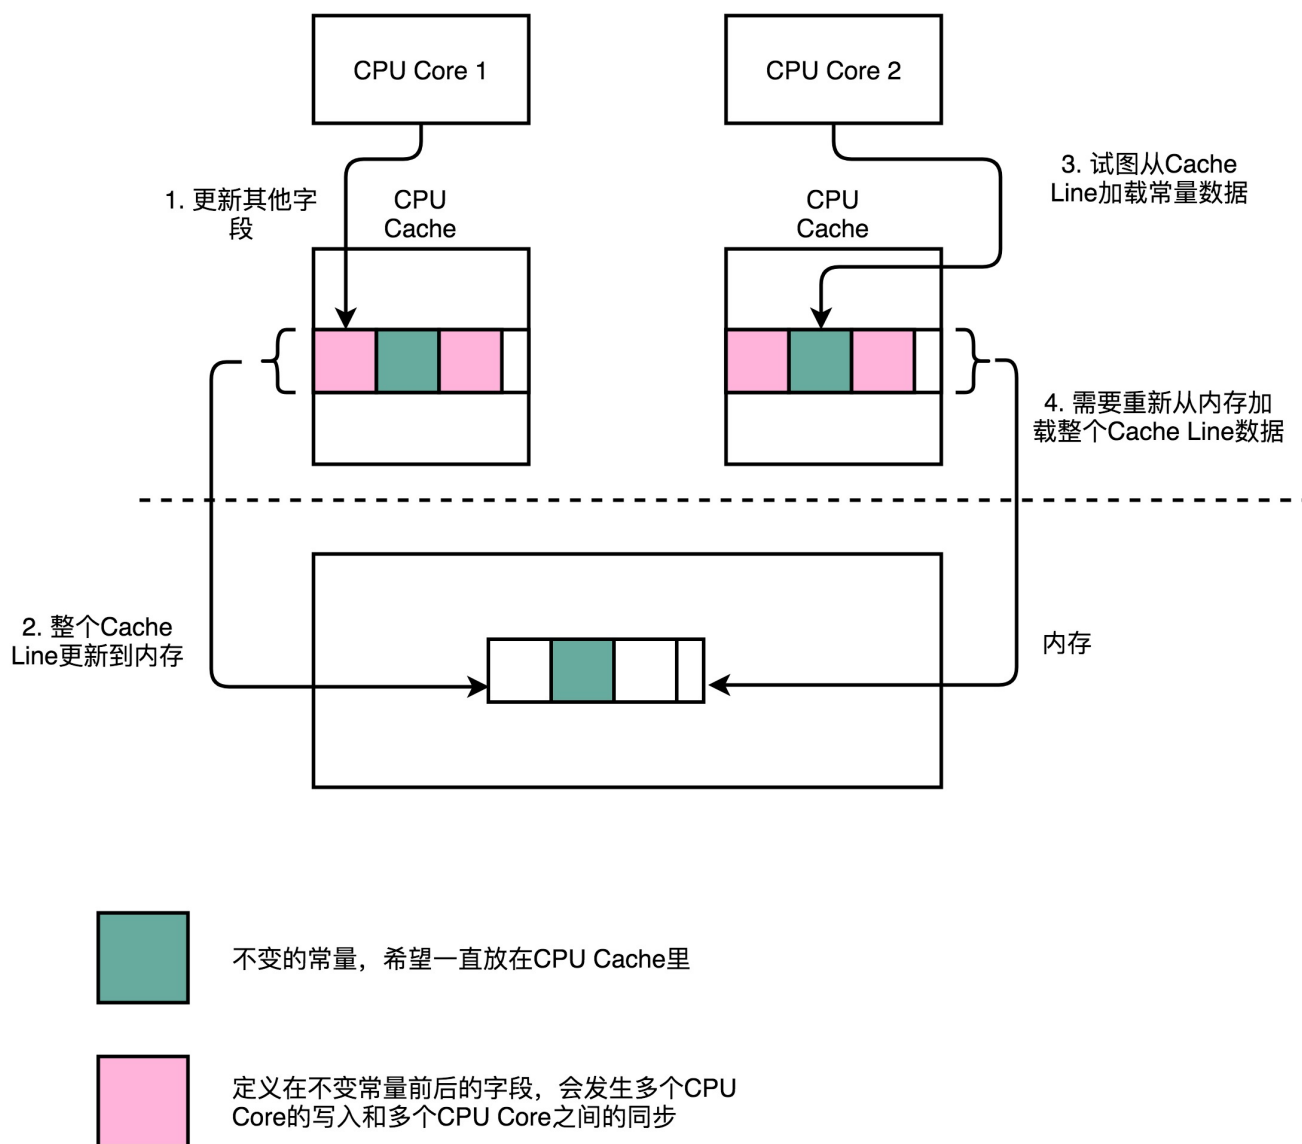 CPU Core 1
CPU Core 2
1. 更新其他字
段
CPU
Cache
CPU
Cache
3. 试图从Cache
Line加载常量数据
4. 需要重新从内存加
载整个Cache Line数据
2. 整个Cache
Line更新到内存
内存
不变的常量，希望一直放在CPU Cache里
定义在不变常量前后的字段，会发生多个CPU
Core的写入和多个CPU Core之间的同步